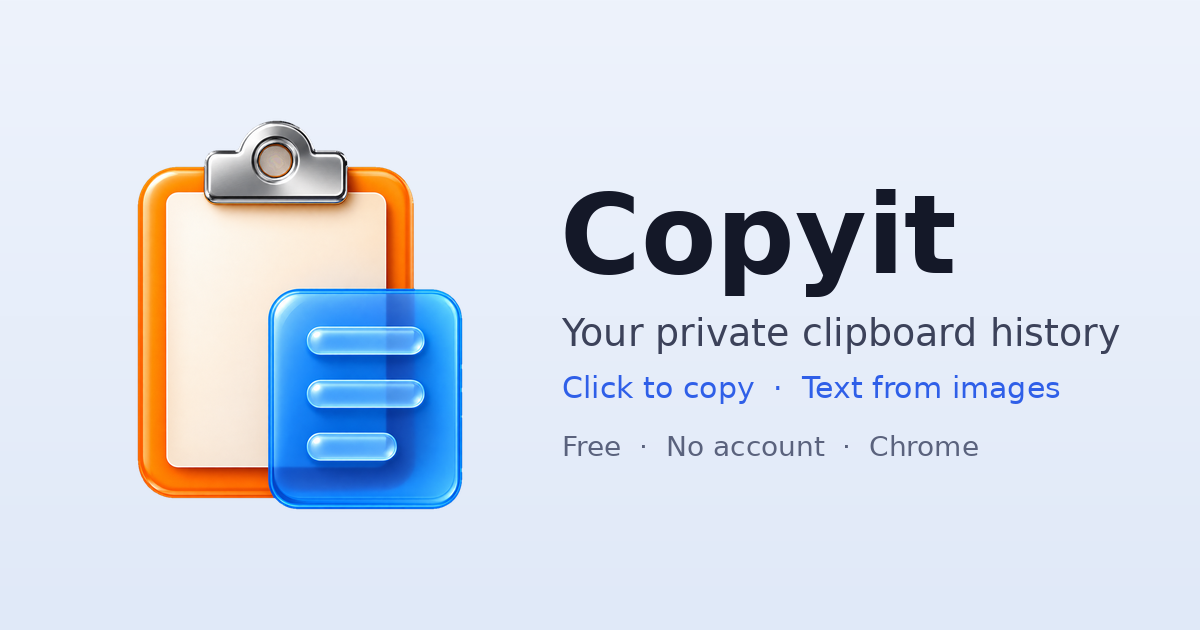 Copyit
Your private clipboard history
Click to copy · Text from images
Free · No account · Chrome